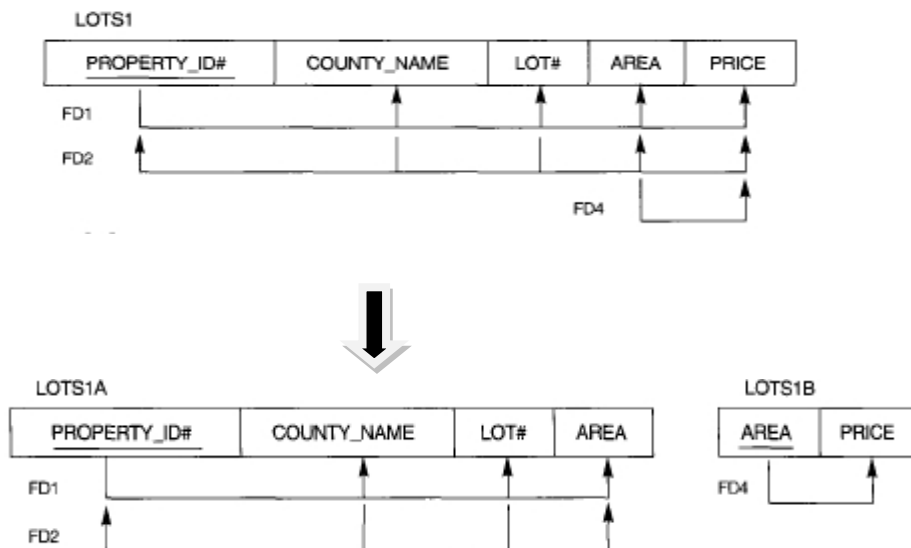 LOTS1
PROPERTY_ID# COUNTY_NAME LOT# AREA PRICE
FD1
FD2
FD4
LOTS1A
PROPERTY_ID# COUNTY_NAME LOT# AREA
FD1
FD2
LOTS1B
AREA PRICE
FD4